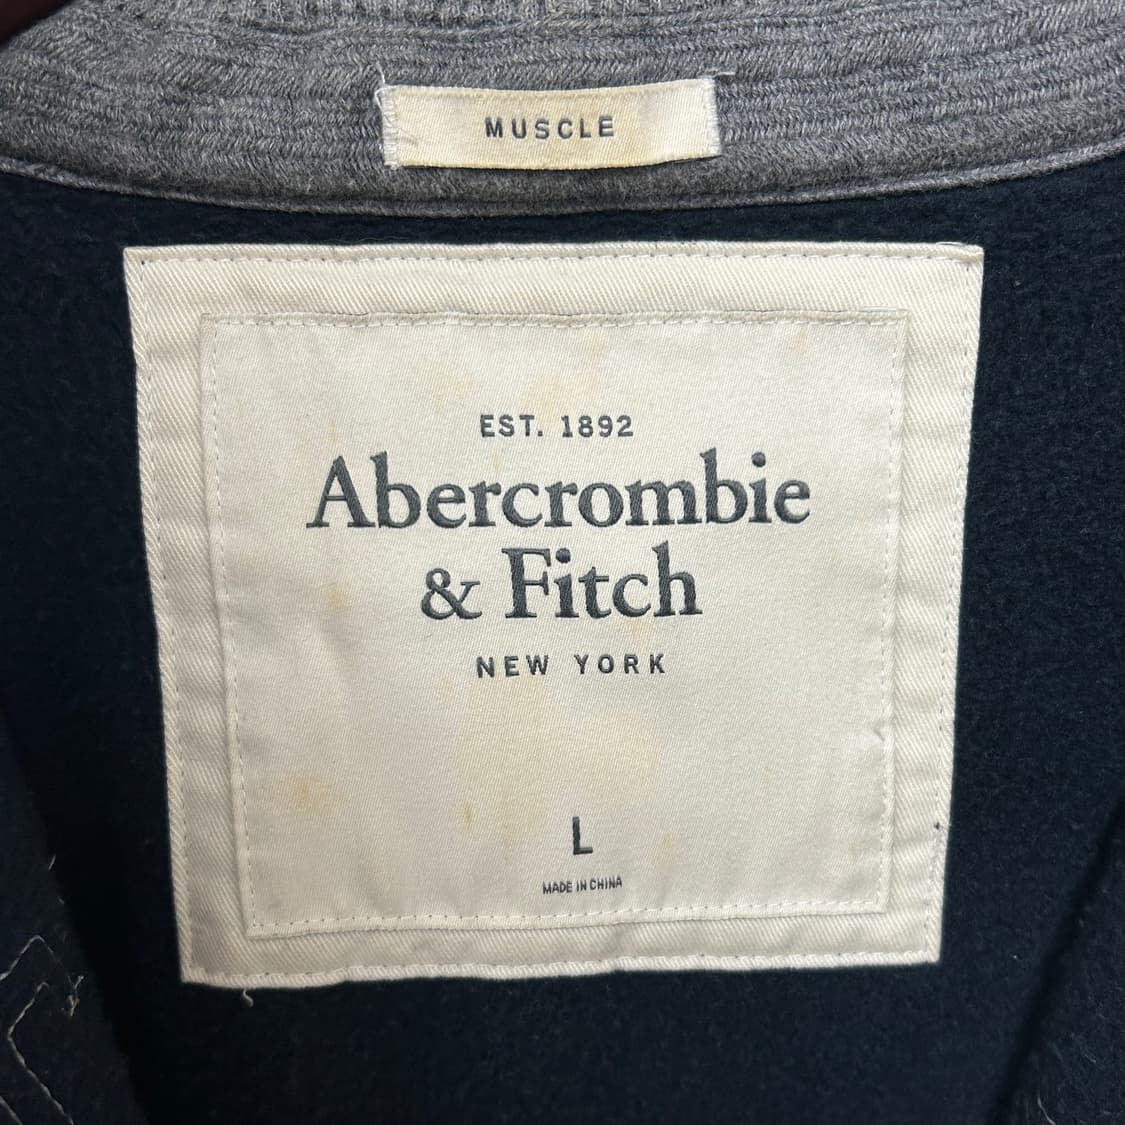 MUSCLE
EST. 1892
Abercrombie
& Fitch
NEW YORK
L
MADE IN CHINA